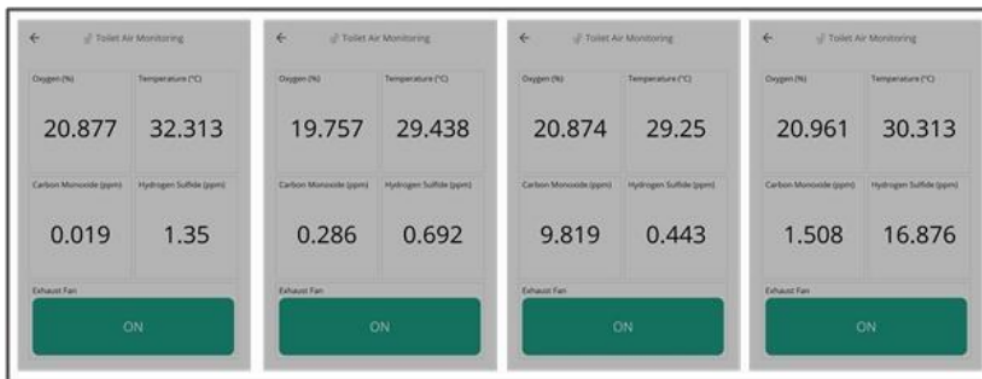 Toilet Air Monitoring
Oxygen (%) Temperature (°C)
20.877 32.313
Carbon Monoxide (ppm) Hydrogen Sulfide (ppm)
0.019 1.35
Exhaust Fan
ON
Toilet Air Monitoring
Oxygen (%) Temperature (°C)
19.757 29.438
Carbon Monoxide (ppm) Hydrogen Sulfide (ppm)
0.286 0.692
Exhaust Fan
ON
Toilet Air Monitoring
Oxygen (%) Temperature (°C)
20.874 29.25
Carbon Monoxide (ppm) Hydrogen Sulfide (ppm)
9.819 0.443
Exhaust Fan
ON
Toilet Air Monitoring
Oxygen (%) Temperature (°C)
20.961 30.313
Carbon Monoxide (ppm) Hydrogen Sulfide (ppm)
1.508 16.876
Exhaust Fan
ON